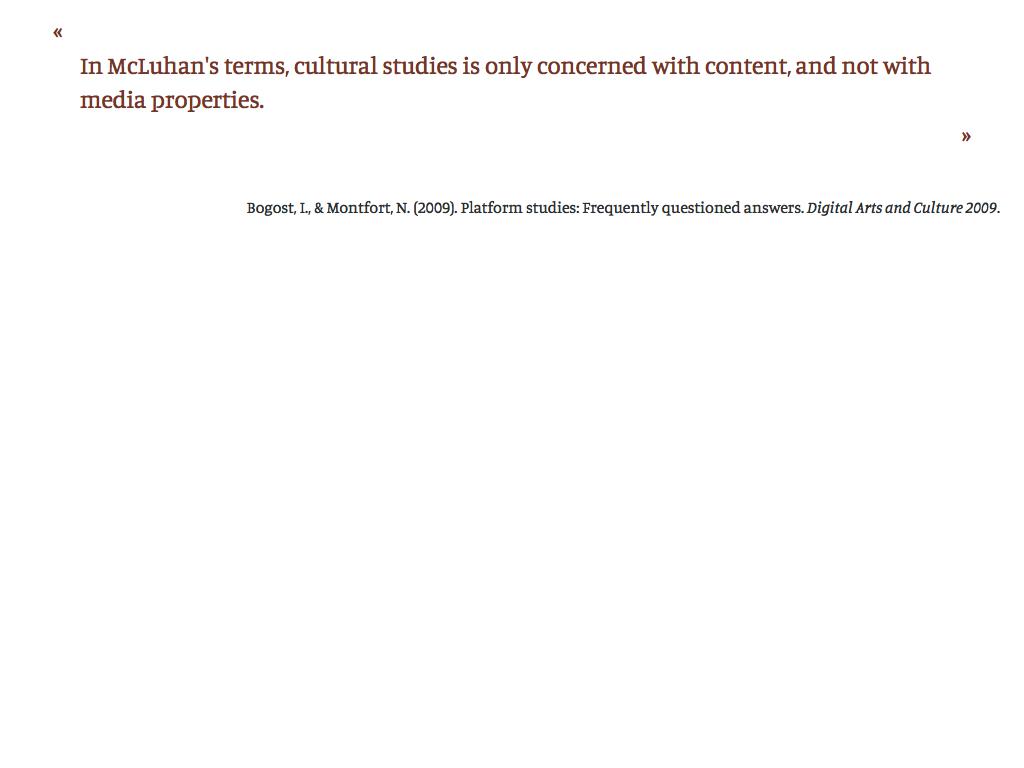 «
In McLuhan's terms, cultural studies is only concerned with content, and not with
media properties.
»
Bogost, I., & Montfort, N. (2009). Platform studies: Frequently questioned answers. Digital Arts and Culture 2009.